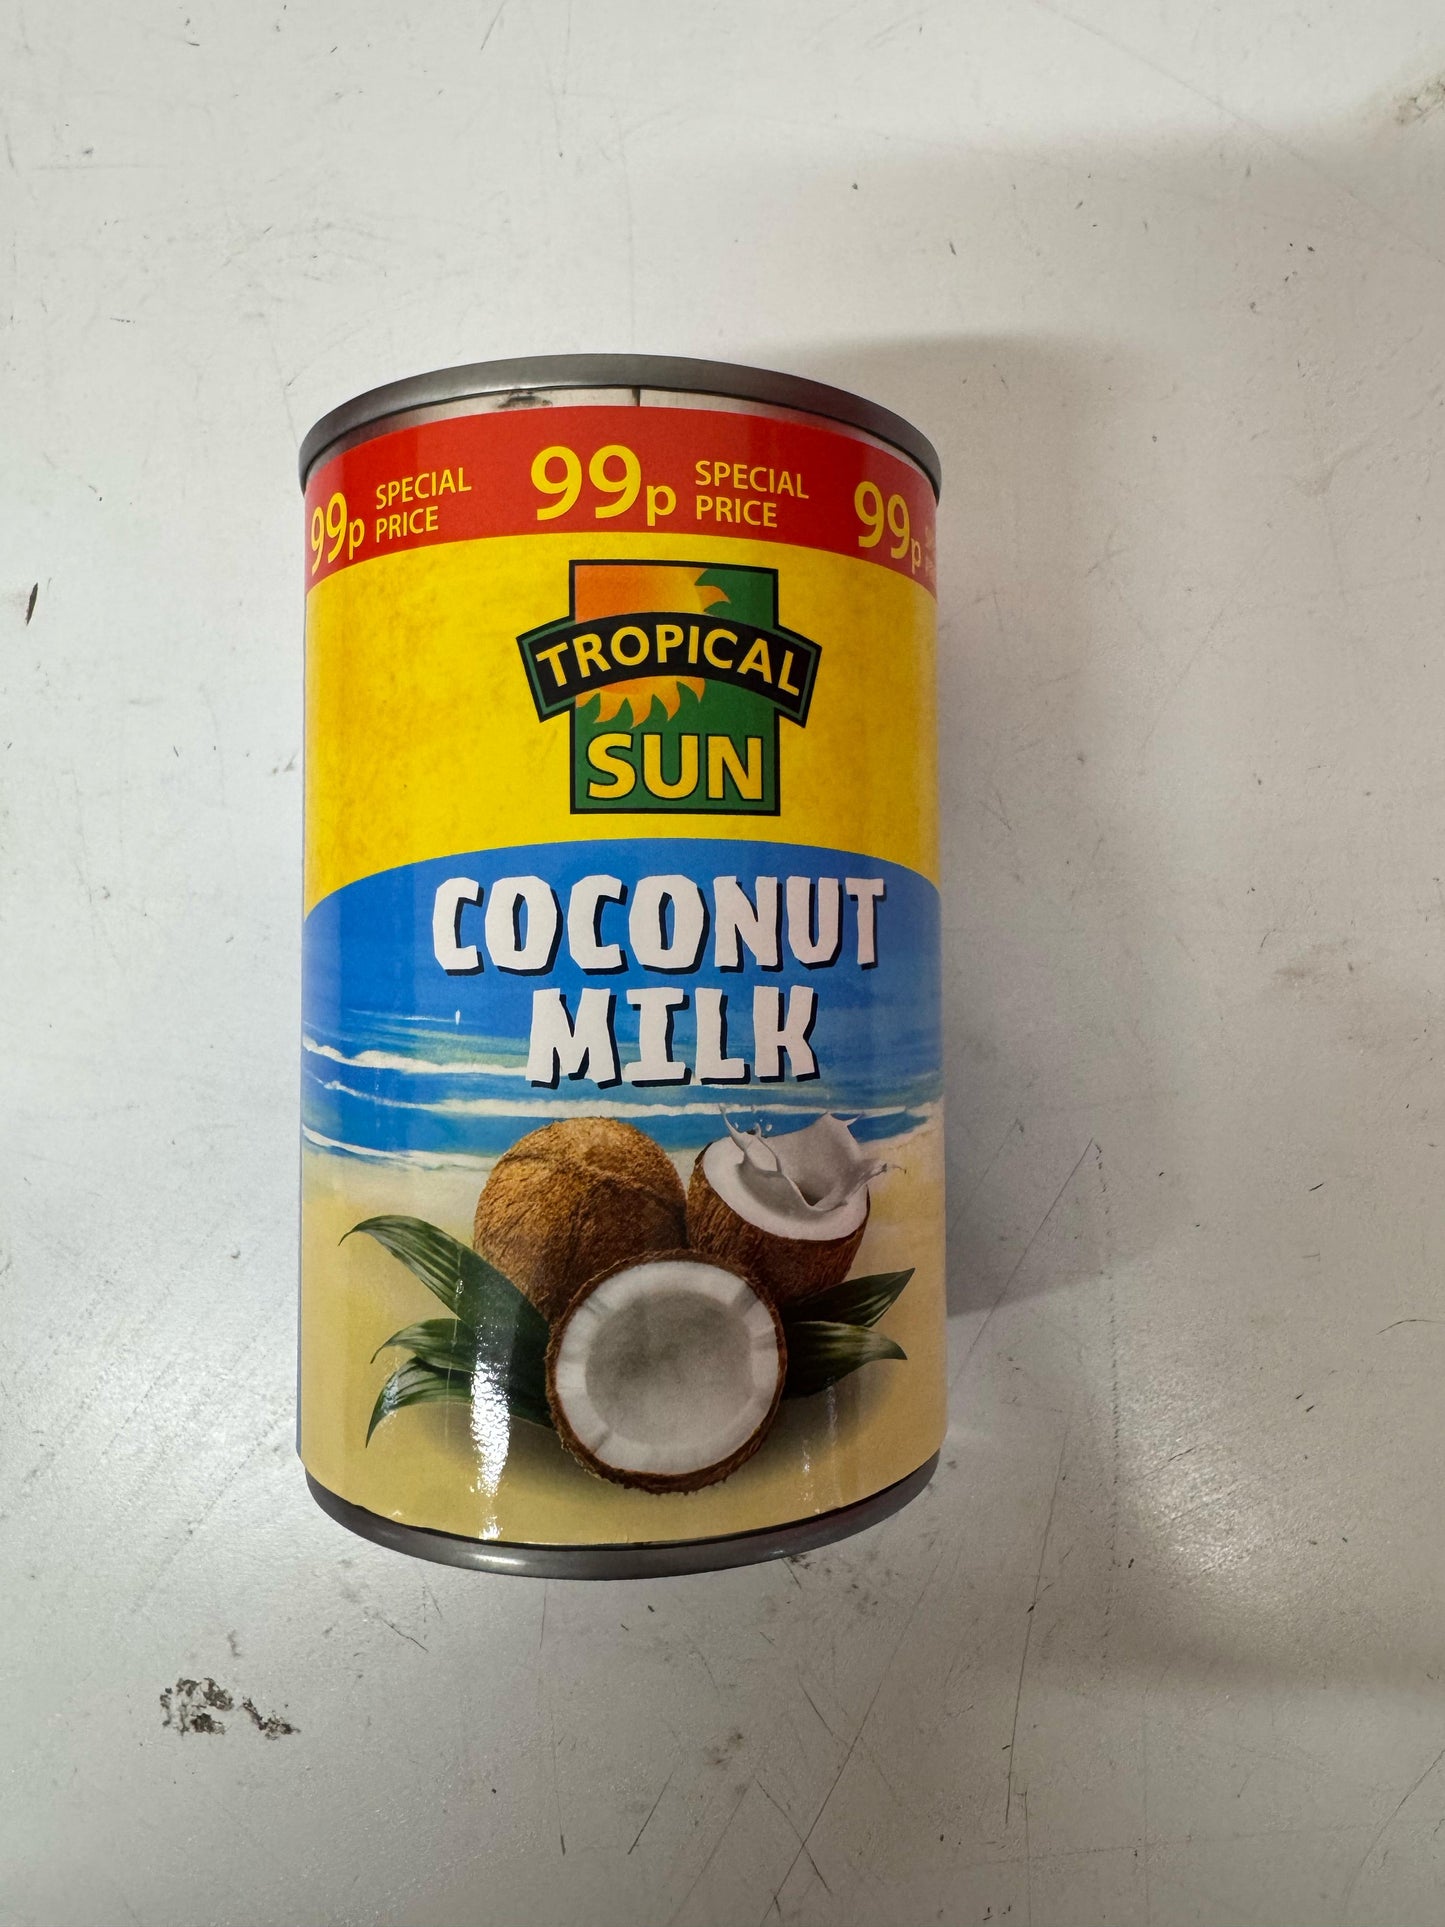 99p SPECIAL PRICE 99p SPECIAL PRICE 99p
TROPICAL
SUN
COCONUT
MILK